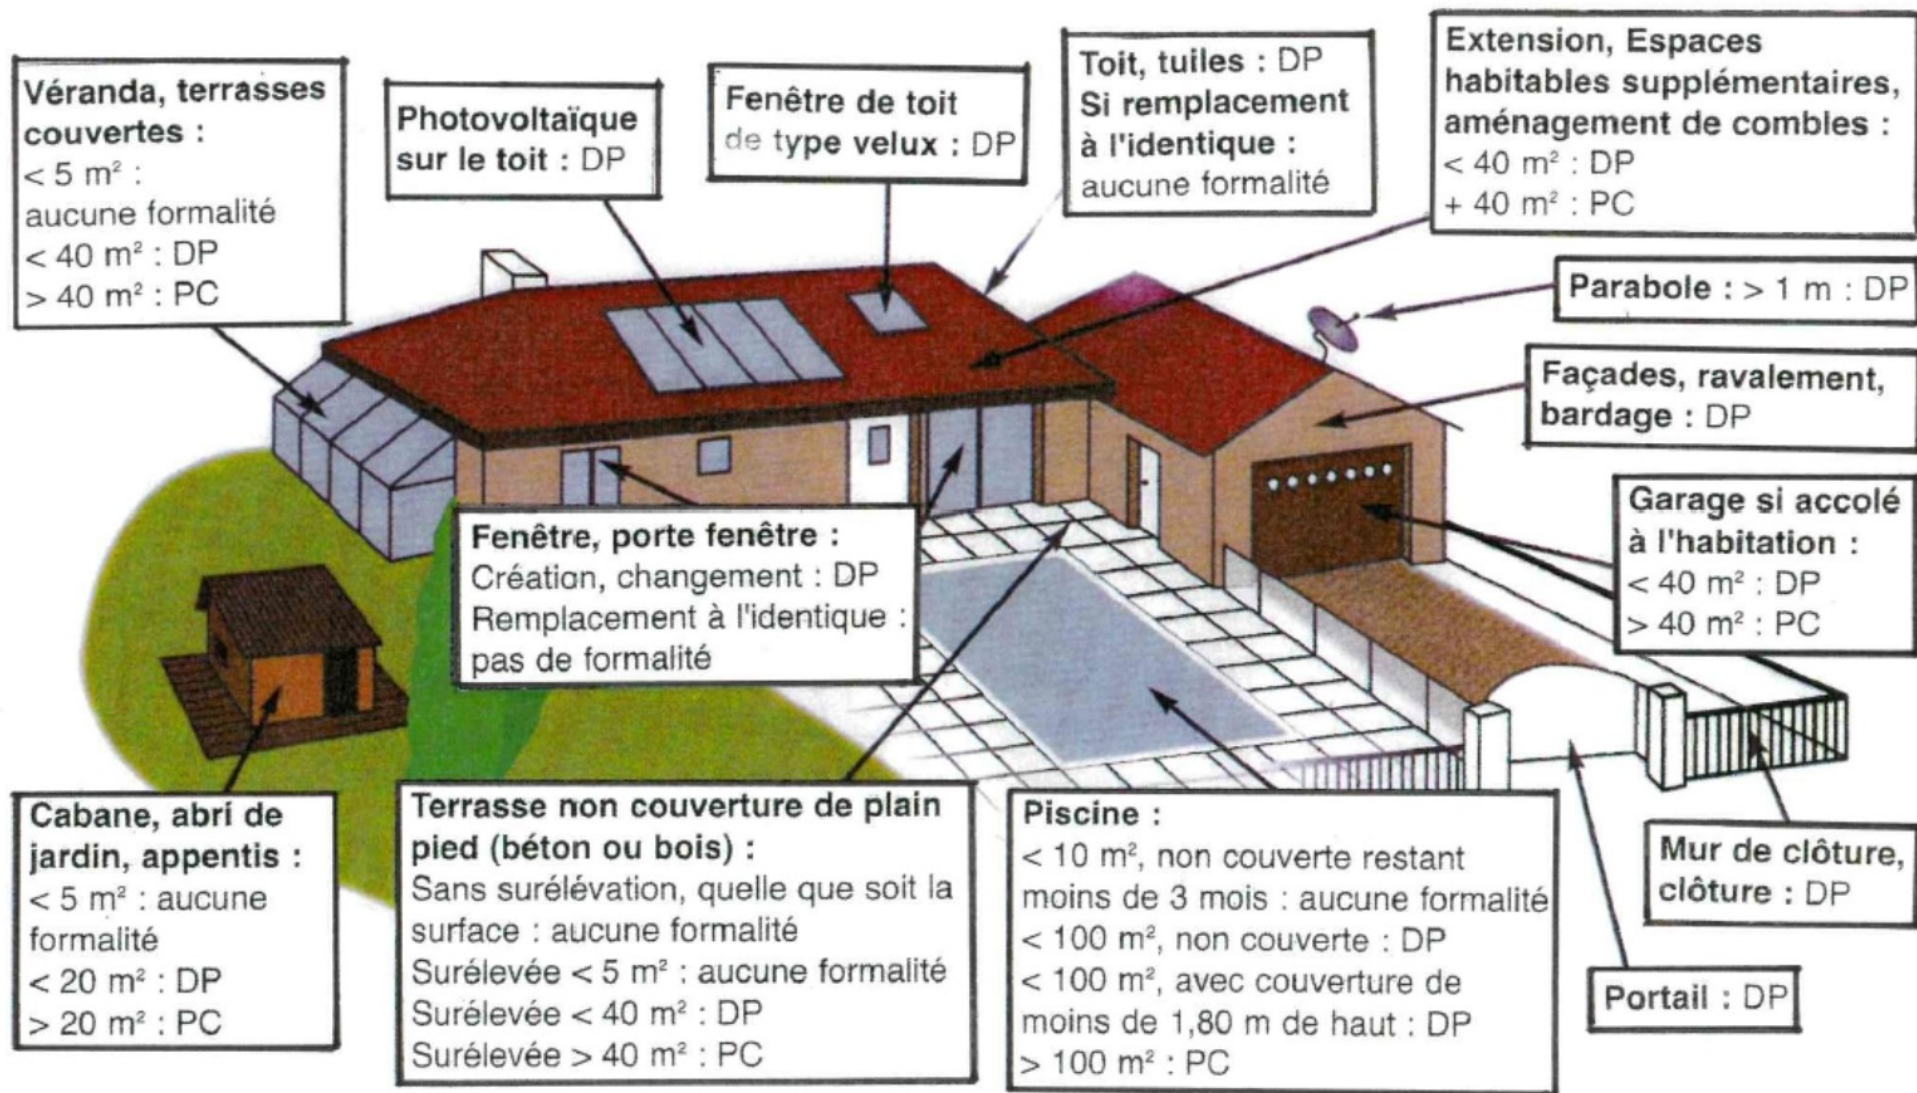 Véranda, terrasses
couvertes :
< 5 m² :
aucune formalité
< 40 m² : DP
> 40 m² : PC
Photovoltaïque
sur le toit : DP
Fenêtre de toit
de type velux : DP
Toit, tuiles : DP
Si remplacement
à l'identique :
aucune formalité
Extension, Espaces
habitables supplémentaires,
aménagement de combles :
< 40 m² : DP
+ 40 m² : PC
Parabole : > 1 m : DP
Façades, ravalement,
bardage : DP
Garage si accolé
à l'habitation :
< 40 m² : DP
> 40 m² : PC
Fenêtre, porte fenêtre :
Création, changement : DP
Remplacement à l'identique :
pas de formalité
Cabane, abri de
jardin, appentis :
< 5 m² : aucune
formalité
< 20 m² : DP
> 20 m² : PC
Terrasse non couverture de plain
pied (béton ou bois) :
Sans surélévation, quelle que soit la
surface : aucune formalité
Surélevée < 5 m² : aucune formalité
Surélevée < 40 m² : DP
Surélevée > 40 m² : PC
Piscine :
< 10 m², non couverte restant
moins de 3 mois : aucune formalité
< 100 m², non couverte : DP
< 100 m², avec couverture de
moins de 1,80 m de haut : DP
> 100 m² : PC
Mur de clôture,
clôture : DP
Portail : DP